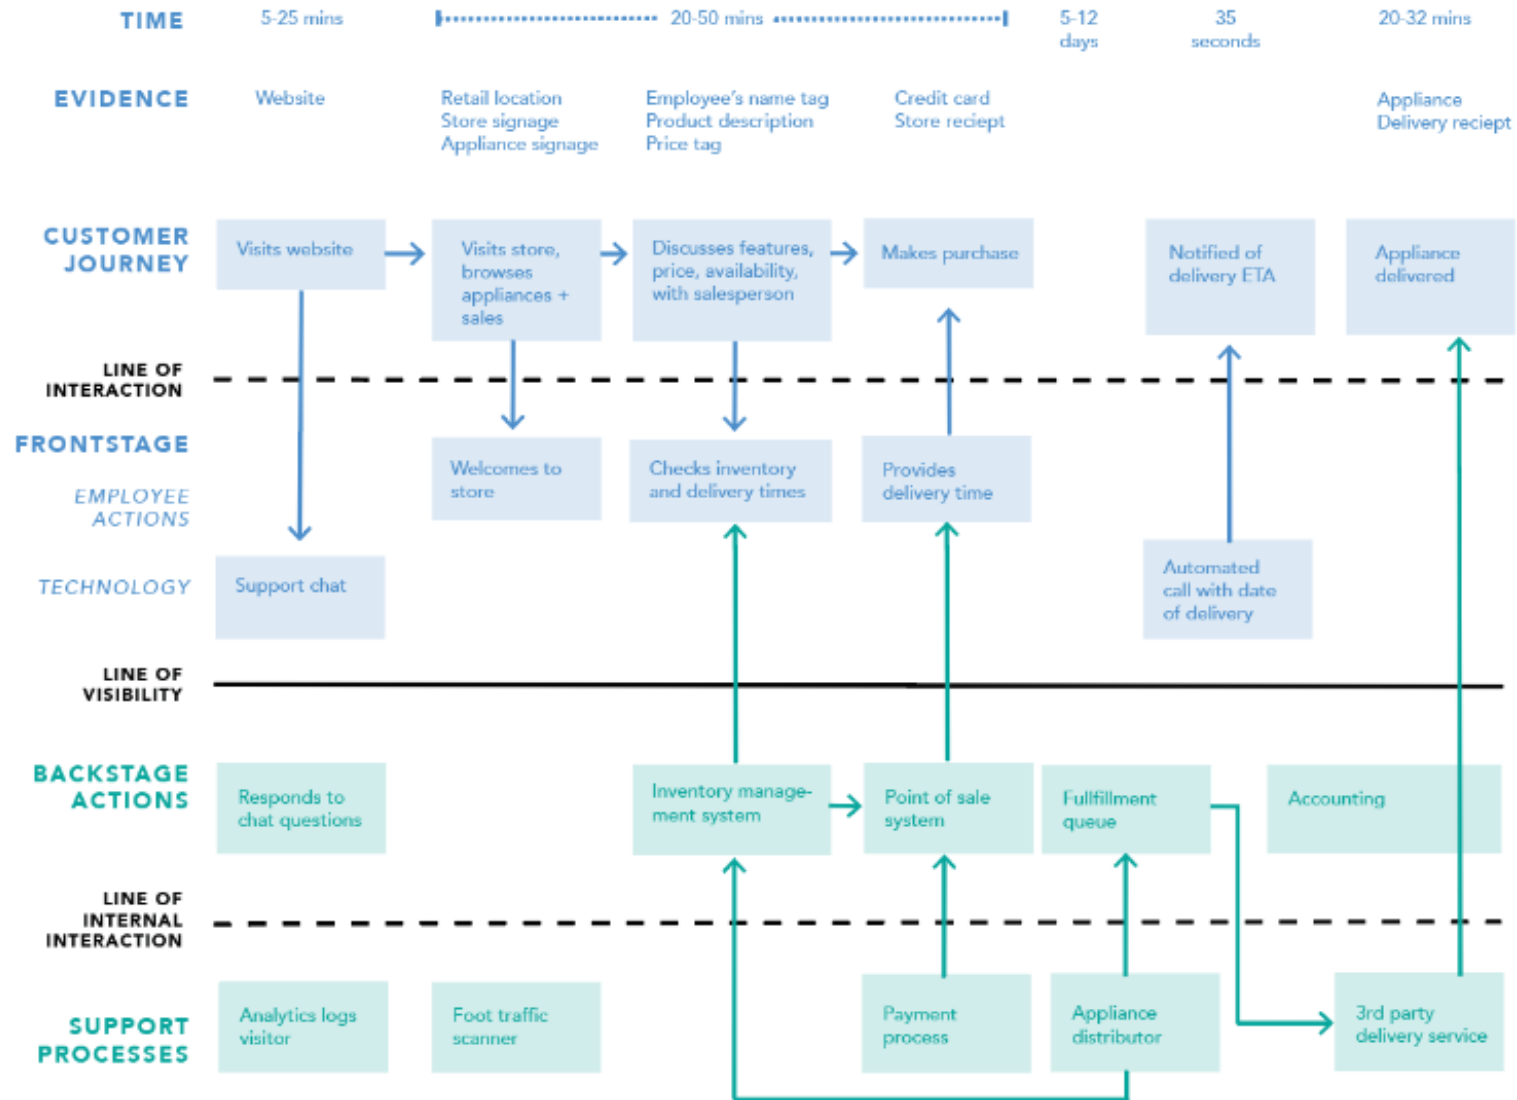 TIME
5-25 mins
20-50 mins
5-12
days
35
seconds
20-32 mins
EVIDENCE
Website
Retail location
Store signage
Appliance signage
Employee's name tag
Product description
Price tag
Credit card
Store reciept
Appliance
Delivery reciept
CUSTOMER
JOURNEY
Visits website
Visits store,
browses
appliances +
sales
Discusses features,
price, availability,
with salesperson
Makes purchase
Notified of
delivery ETA
Appliance
delivered
LINE OF
INTERACTION
FRONTSTAGE
EMPLOYEE
ACTIONS
Welcomes to
store
Checks inventory
and delivery times
Provides
delivery time
TECHNOLOGY
Support chat
Automated
call with date
of delivery
LINE OF
VISIBILITY
BACKSTAGE
ACTIONS
Responds to
chat questions
Inventory manage-
ment system
Point of sale
system
Fullfillment
queue
Accounting
LINE OF
INTERNAL
INTERACTION
SUPPORT
PROCESSES
Analytics logs
visitor
Foot traffic
scanner
Payment
process
Appliance
distributor
3rd party
delivery service